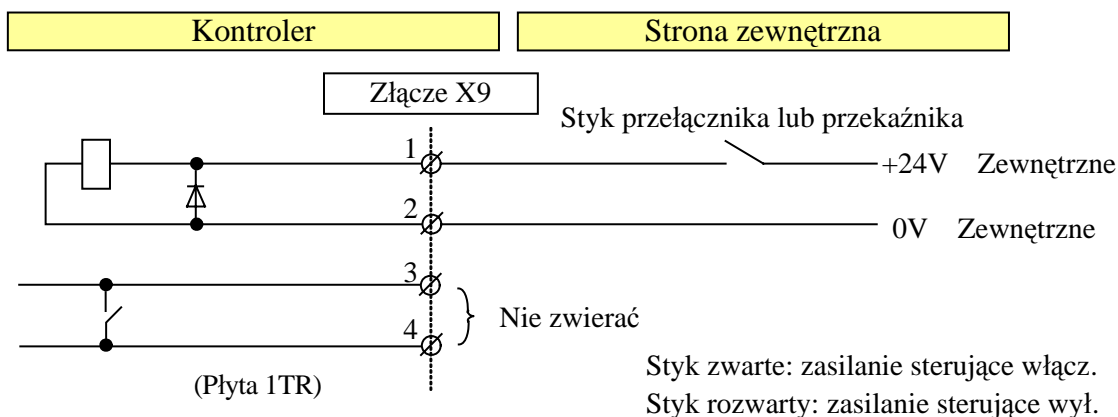 Kontroler
Strona zewnętrzna
Złącze X9
Styk przełącznika lub przekaźnika
1
+24V Zewnętrzne
2
0V Zewnętrzne
3
Nie zwierać
4
(Płyta 1TR)
Styk zwarte: zasilanie sterujące włącz.
Styk rozwarty: zasilanie sterujące wył.